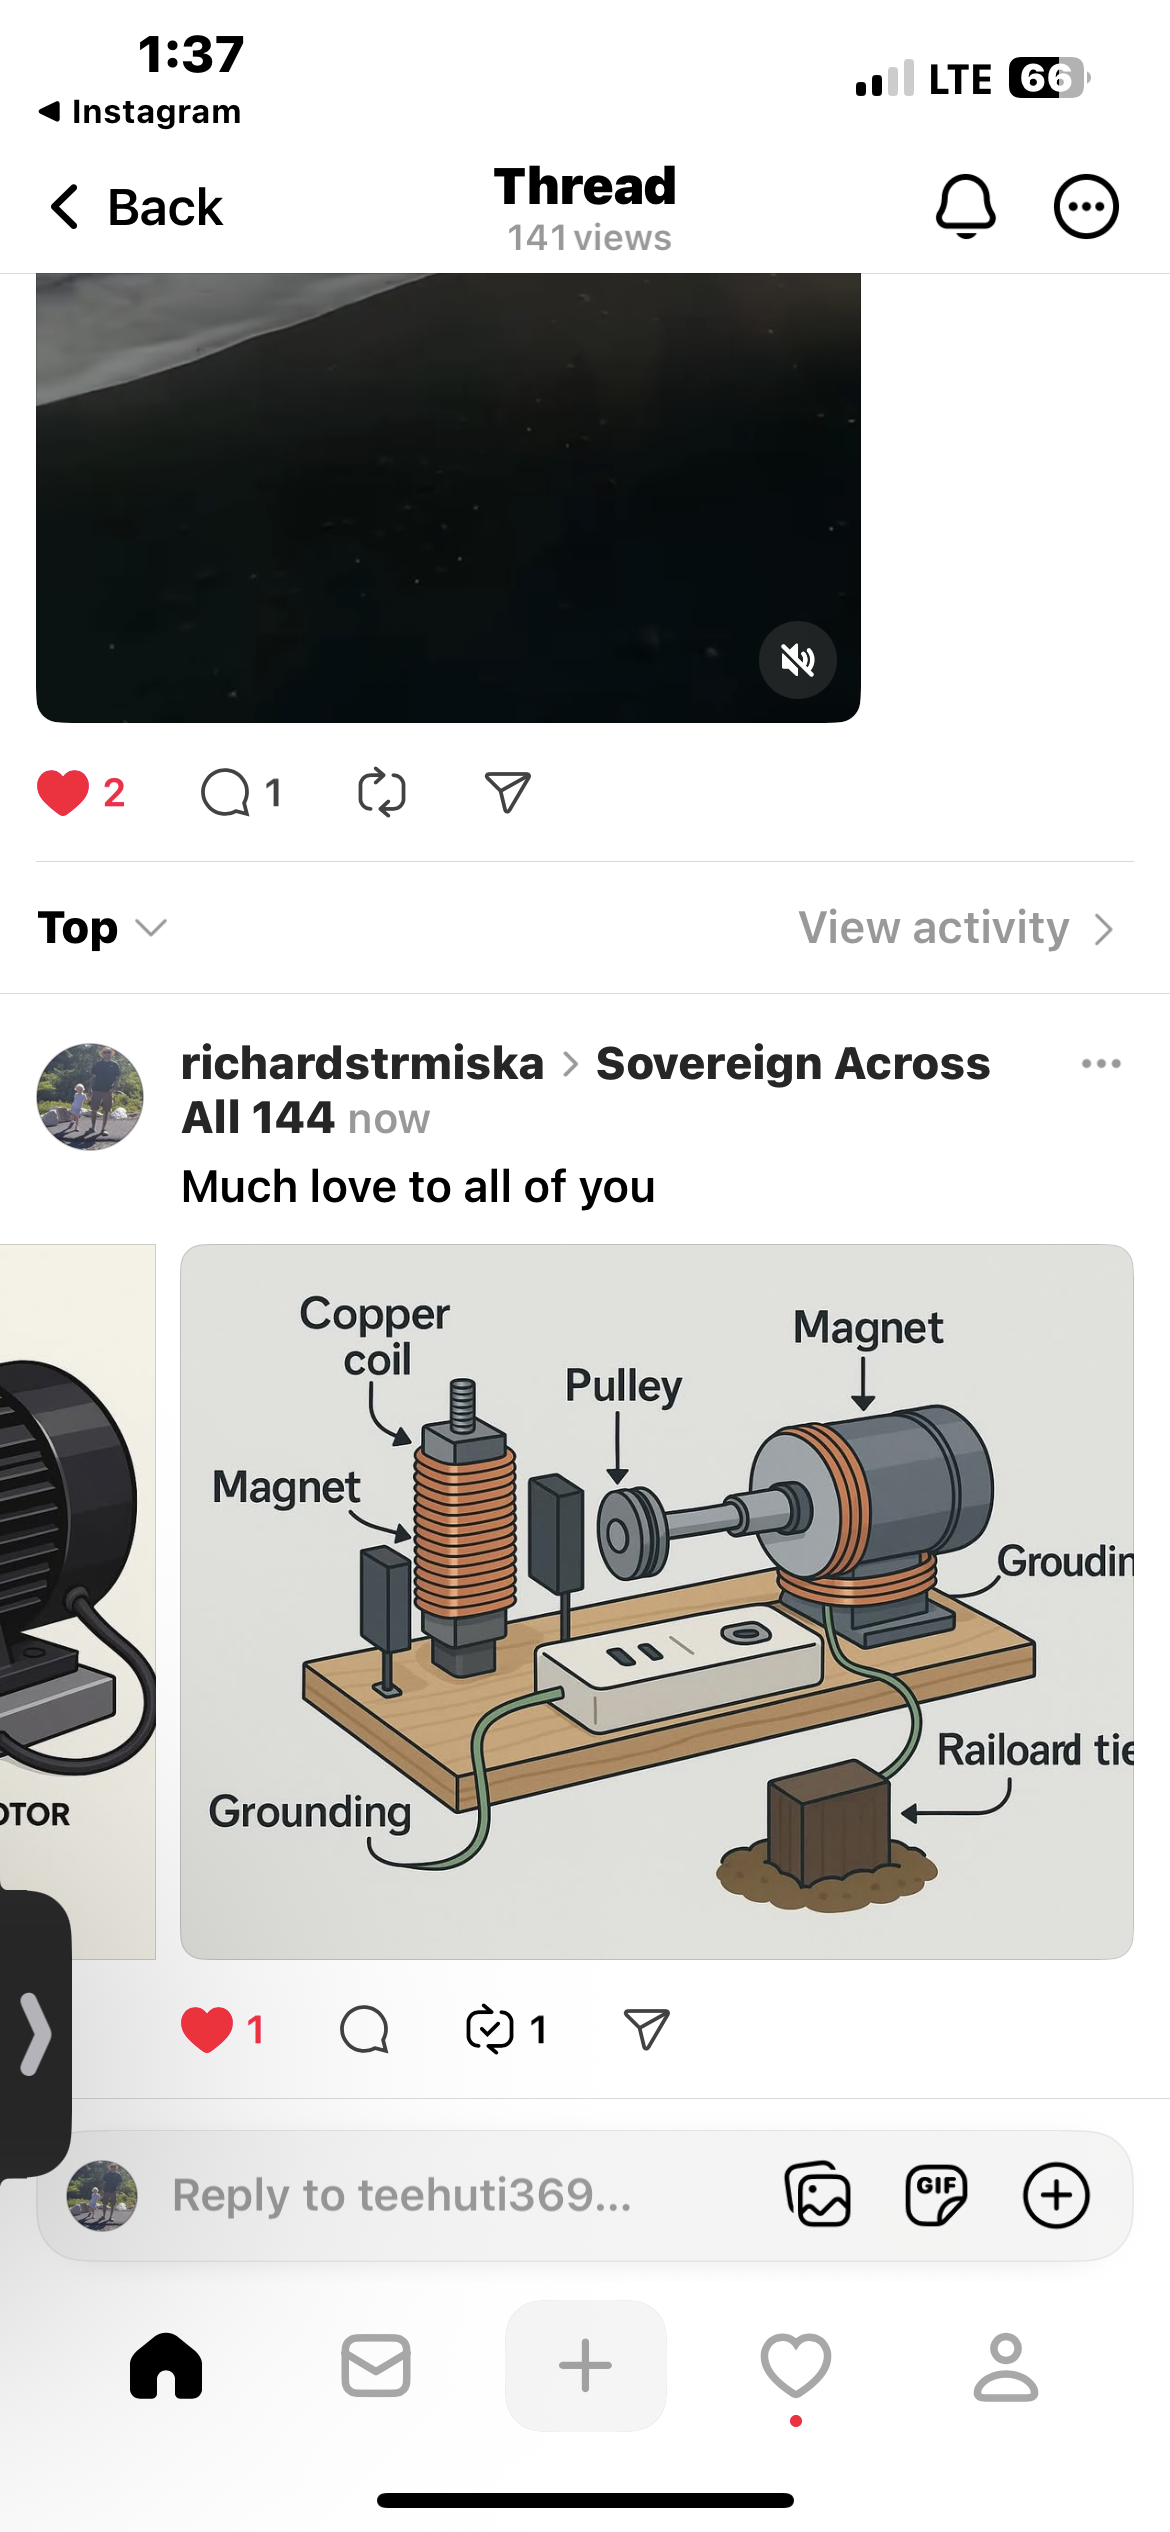 1:37
LTE 66
Instagram
Back
Thread
141 views
2
1
Top
View activity
richardstrmiska > Sovereign Across
All 144 now
Much love to all of you
Copper
coil
Magnet
Pulley
Magnet
Groudin
Railoard tie
Grounding
OTOR
1
1
Reply to teehuti369...
GIF